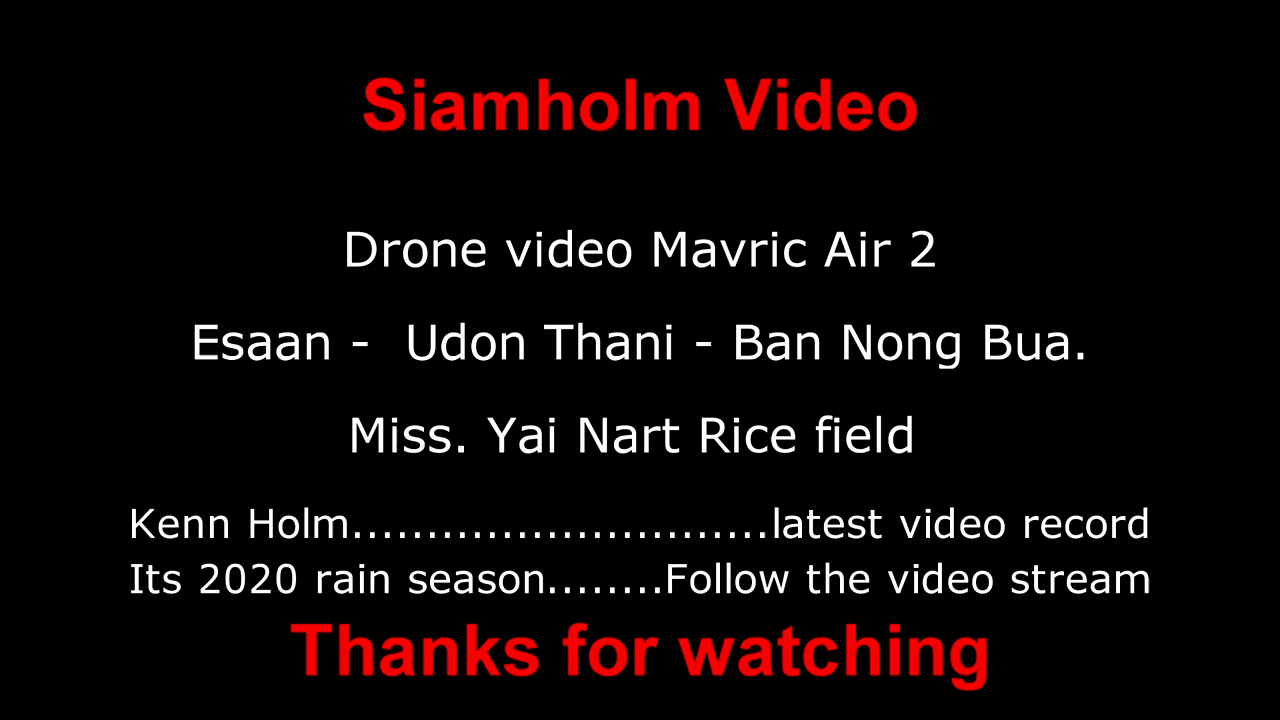 Siamholm Video
Drone video Mavric Air 2
Esaan -  Udon Thani - Ban Nong Bua.
Miss. Yai Nart Rice field
Kenn Holm............................latest video record
Its 2020 rain season........Follow the video stream
Thanks for watching